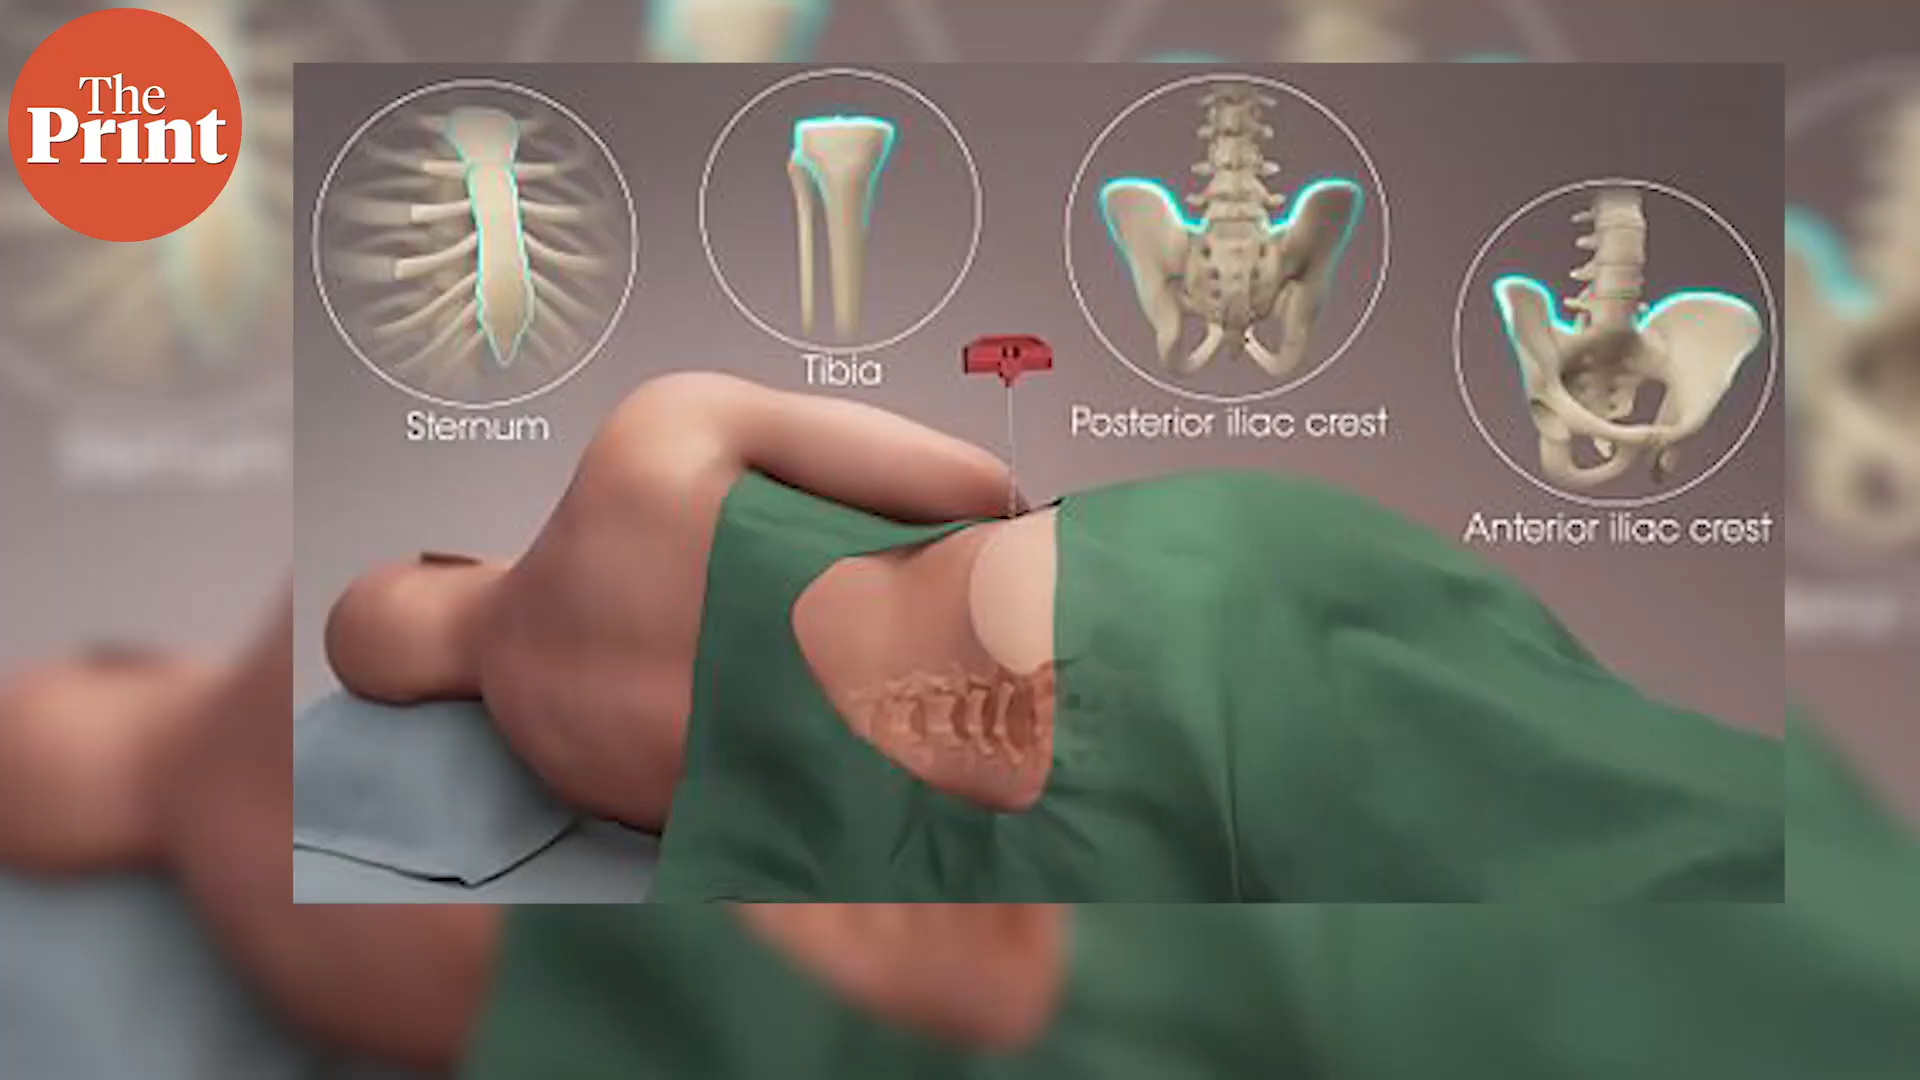 The
Print
Sternum
Tibia
Posterior iliac crest
Anterior iliac crest